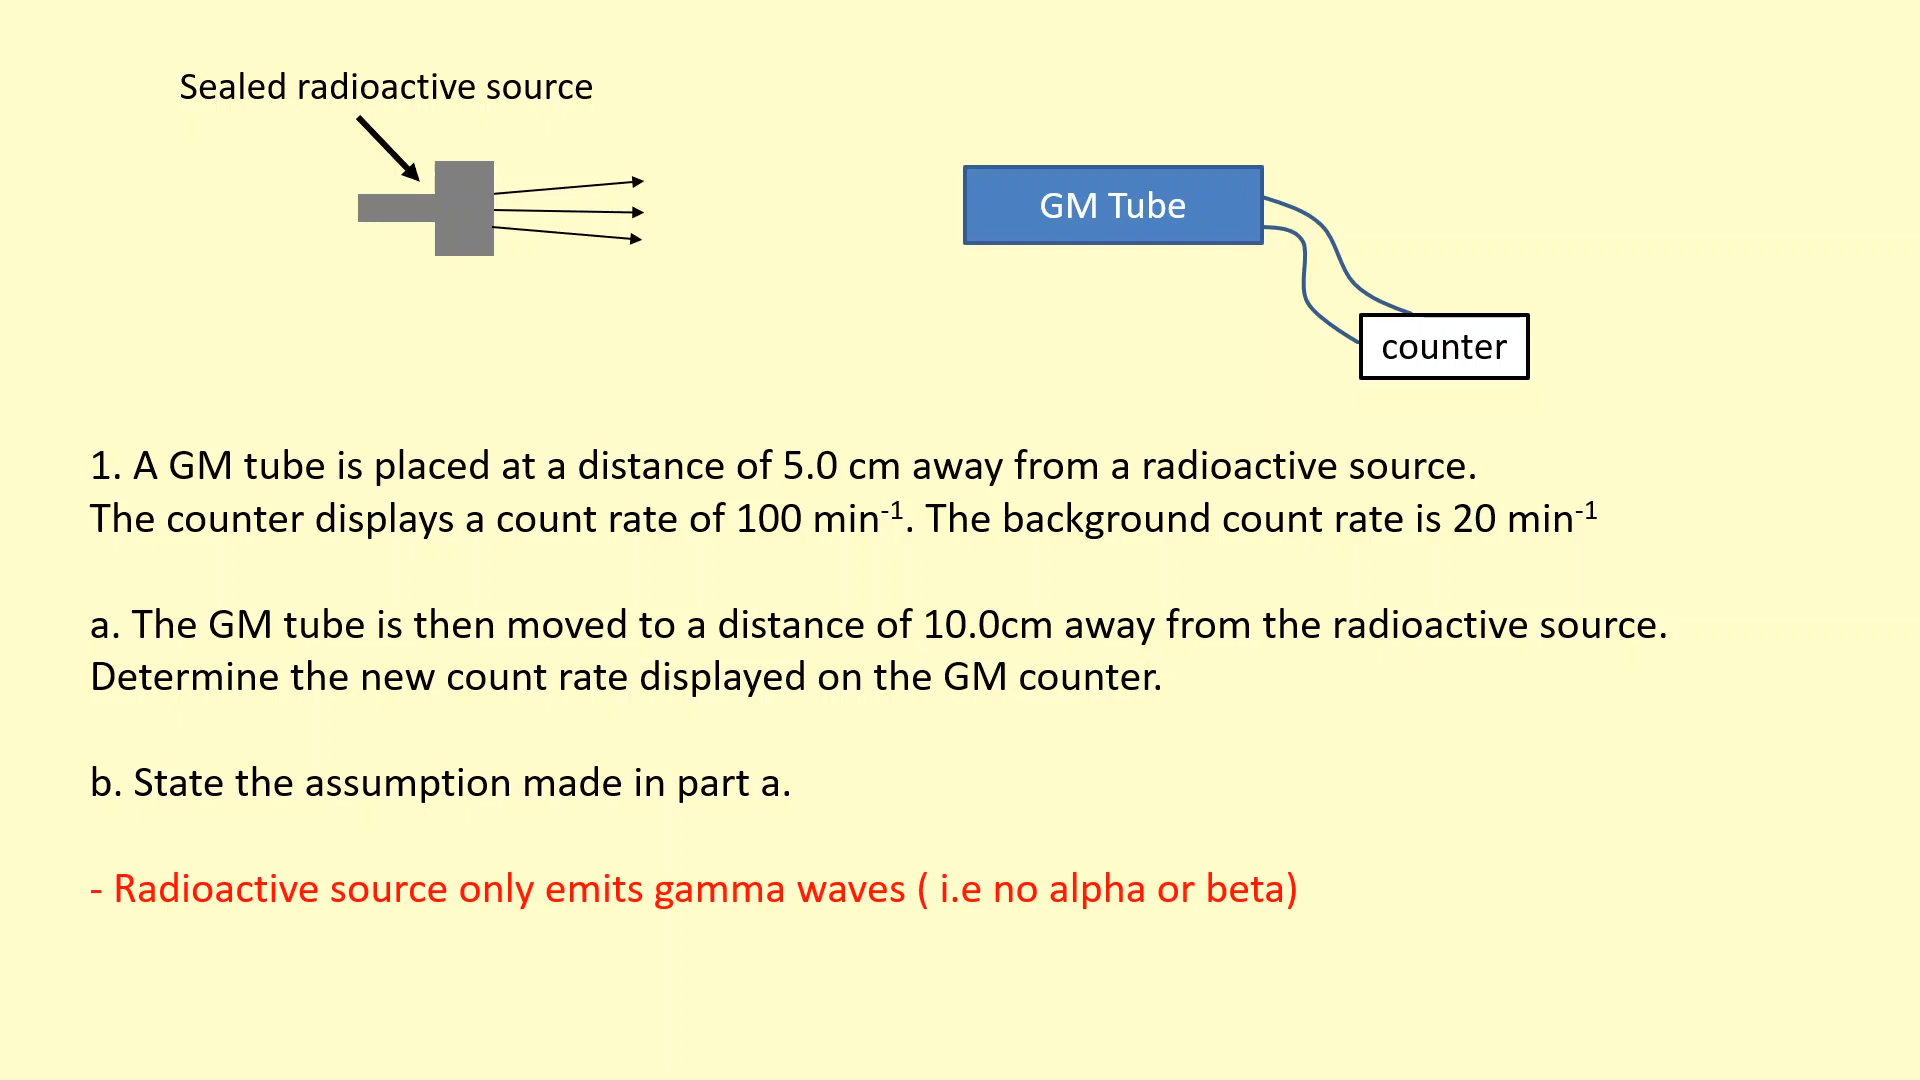 Sealed radioactive source
GM Tube
counter
1. A GM tube is placed at a distance of 5.0 cm away from a radioactive source.
The counter displays a count rate of 100 min⁻¹. The background count rate is 20 min⁻¹
a. The GM tube is then moved to a distance of 10.0cm away from the radioactive source.
Determine the new count rate displayed on the GM counter.
b. State the assumption made in part a.
- Radioactive source only emits gamma waves ( i.e no alpha or beta)